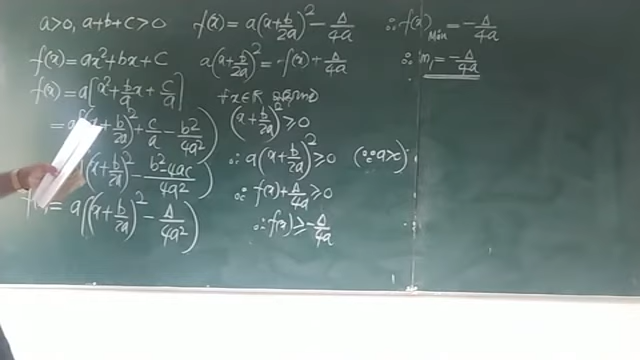 a>0, a+b+c>0
f(x) = ax²+bx+c
f(x) = a[x²+b/a x+c/a]
= a[(x+b/2a)²+c/a-b²/4a²)
(x+b/2a)²-b²-4ac/4a²)
= a((x+b/2a)²-Δ/4a²)
f(x) = a(x+b/2a)²-Δ/4a
a(x+b/2a)² = f(x)+Δ/4a
∀x∈R
(x+b/2a)² ≥0
∴ a(x+b/2a)² ≥0 (∵a>0)
∴ f(x)+Δ/4a ≥0
∴ f(x) ≥ -Δ/4a
∴ f(x) Min = -Δ/4a
∴ m₁ = -Δ/4a